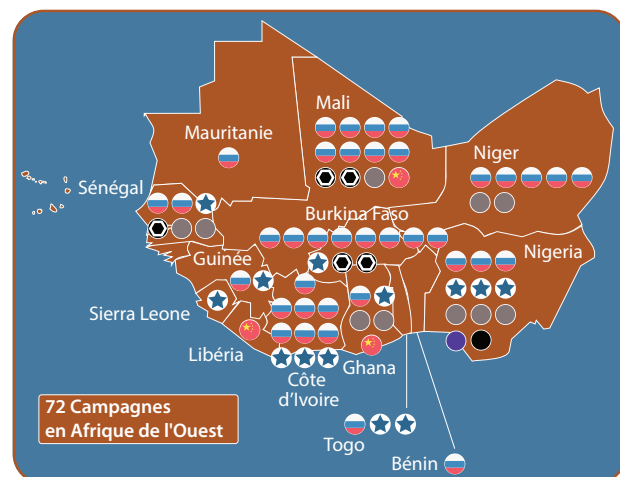 Mali
Mauritanie
Niger
Sénégal
Burkina Faso
Nigeria
Guinée
Sierra Leone
Libéria
Ghana
Côte
d'Ivoire
72 Campagnes
en Afrique de l'Ouest
Togo
Bénin